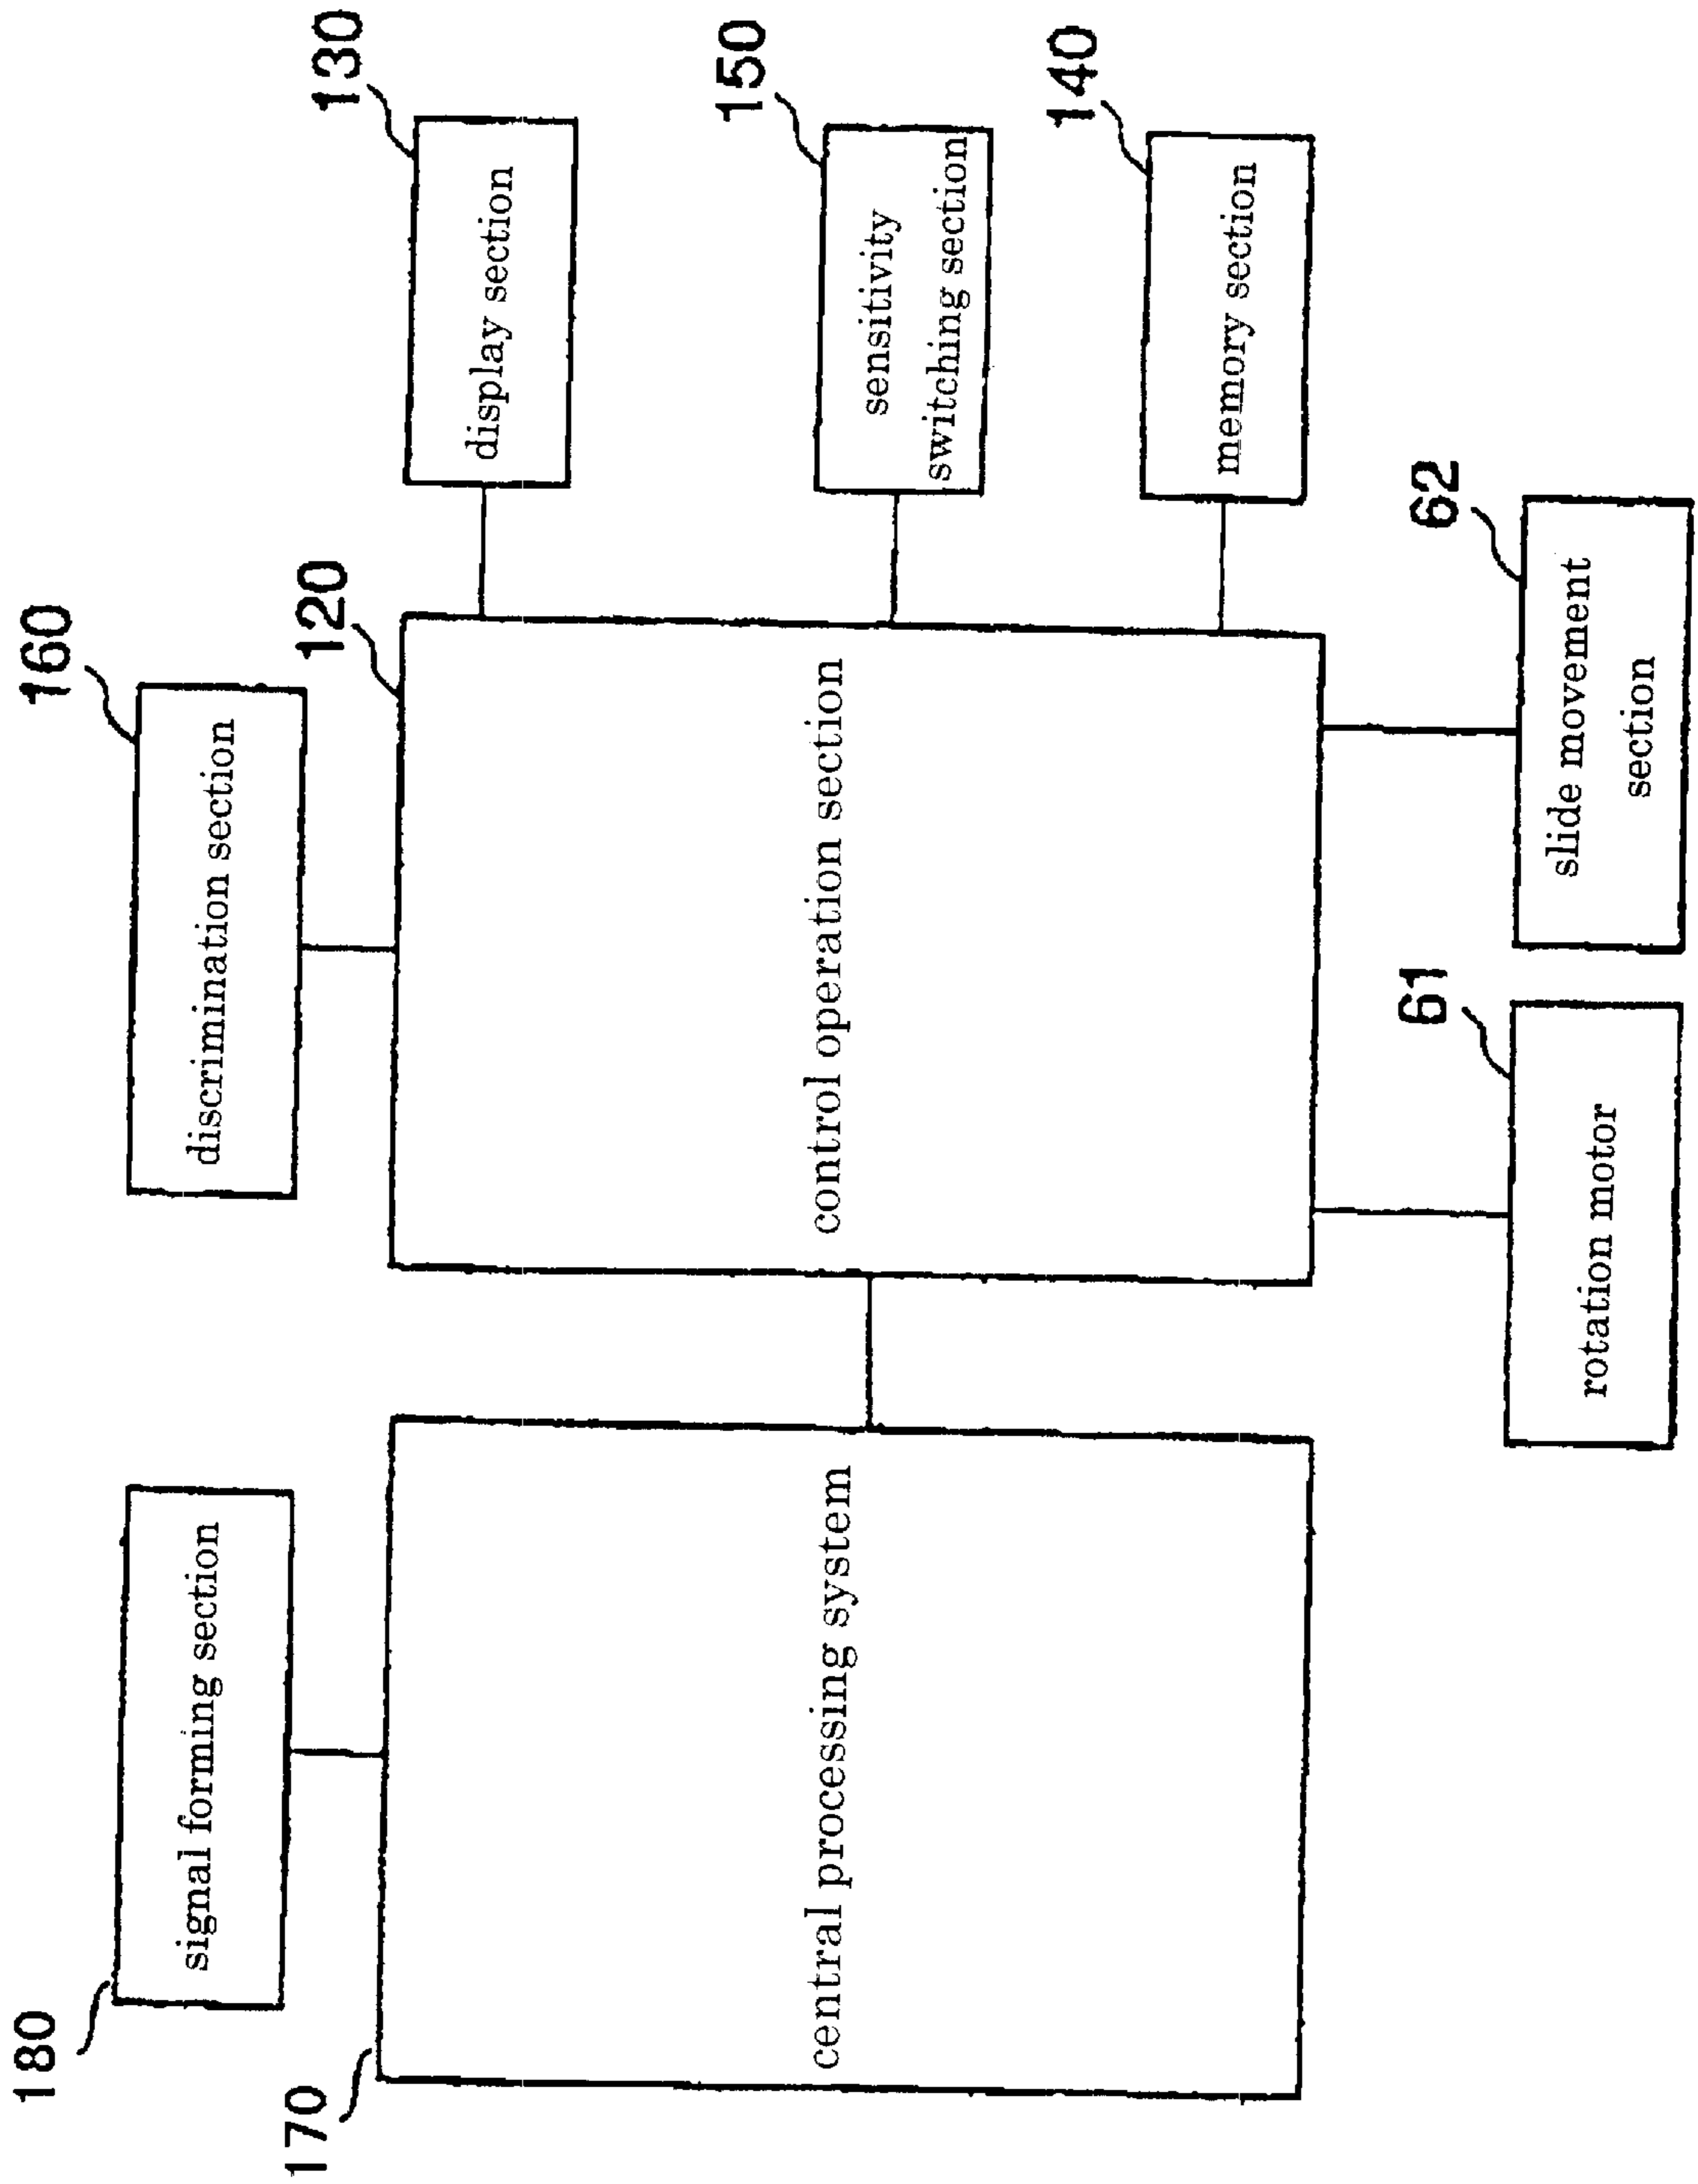 180
signal forming section
170
central processing system
160
discrimination section
120
control operation section
130
display section
150
sensitivity
switching section
140
memory section
61
rotation motor
62
slide movement
section